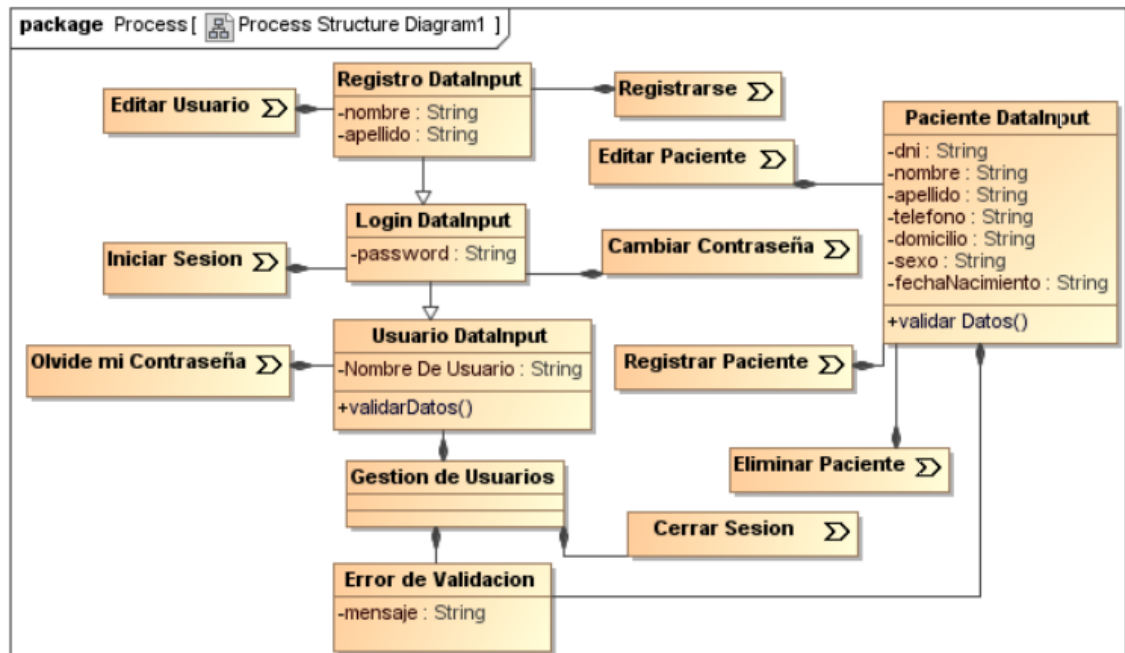 package Process [ Process Structure Diagram1 ]
Registro DataInput
-nombre : String
-apellido : String
Editar Usuario
Registrarse
Paciente DataInput
-dni : String
-nombre : String
-apellido : String
-telefono : String
-domicilio : String
-sexo : String
-fechaNacimiento : String
+validar Datos()
Editar Paciente
Login DataInput
-password : String
Iniciar Sesion
Cambiar Contraseña
Usuario DataInput
-Nombre De Usuario : String
+validarDatos()
Olvide mi Contraseña
Registrar Paciente
Gestion de Usuarios
Eliminar Paciente
Cerrar Sesion
Error de Validacion
-mensaje : String